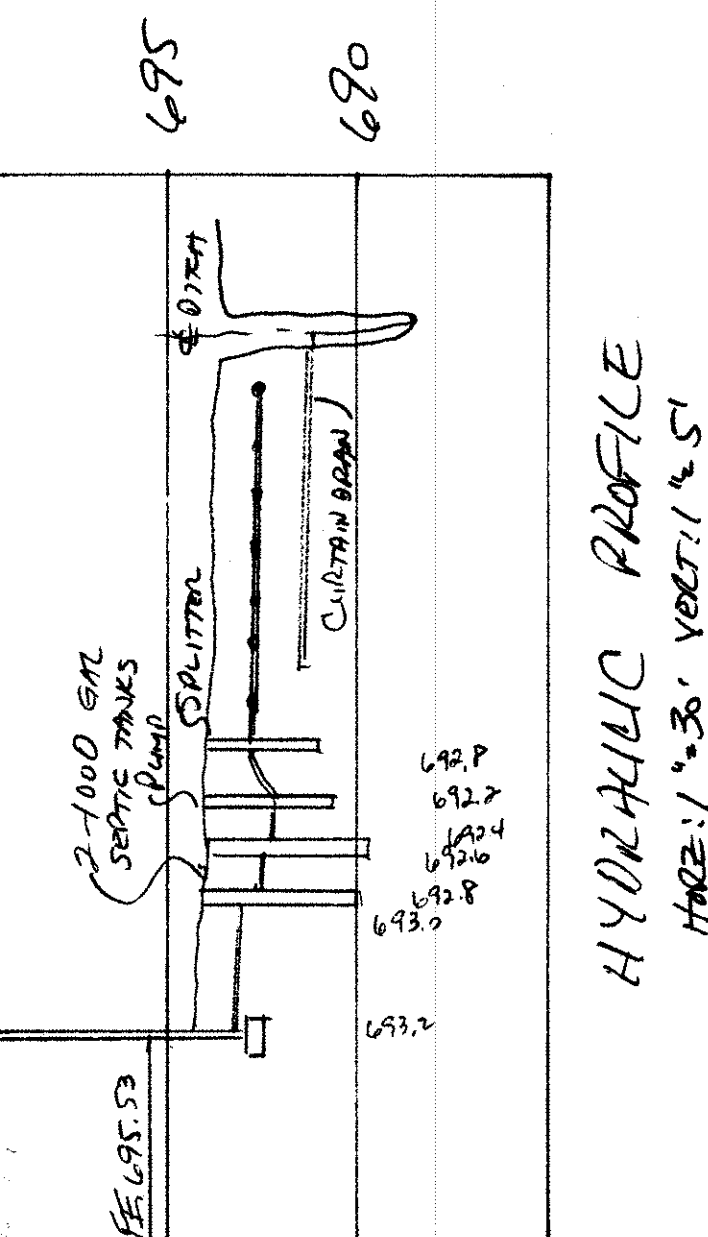 695
690
℄ DITCH
CURTAIN DRAIN
SPLITTER
PUMP
2-1000 GAL
SEPTIC TANKS
692.8
692.2
692.4
692.6
692.8
693.0
693.2
FE 695.53
HYDRAULIC PROFILE
HORZ: 1"=30' VERT: 1"=5'